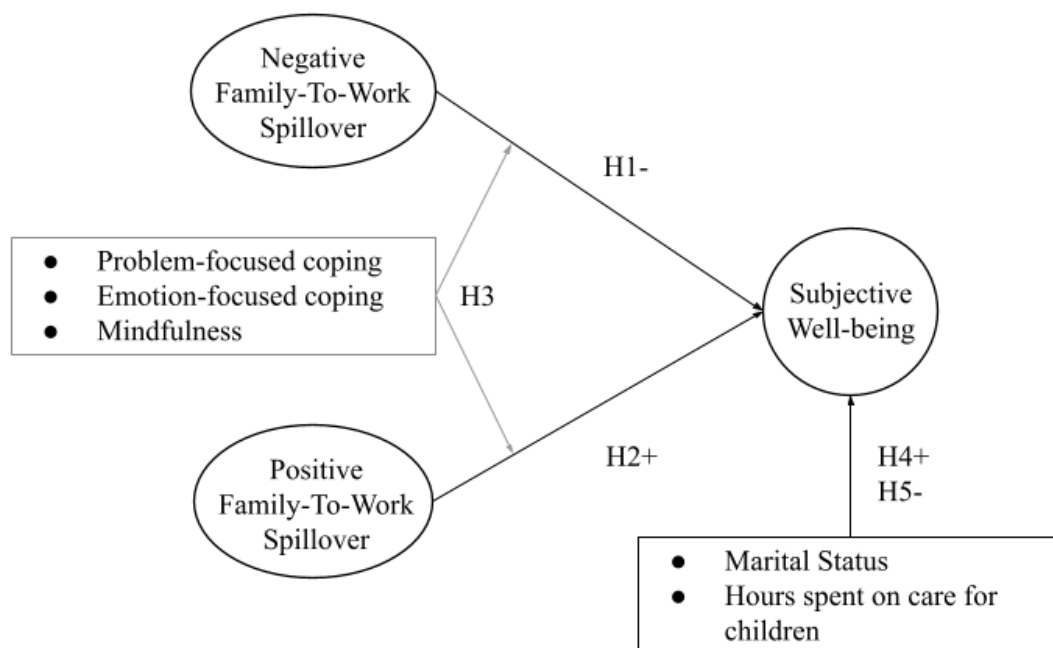 Negative
Family-To-Work
Spillover
H1-
● Problem-focused coping
● Emotion-focused coping
● Mindfulness
H3
Subjective
Well-being
Positive
Family-To-Work
Spillover
H2+
H4+
H5-
● Marital Status
● Hours spent on care for
children